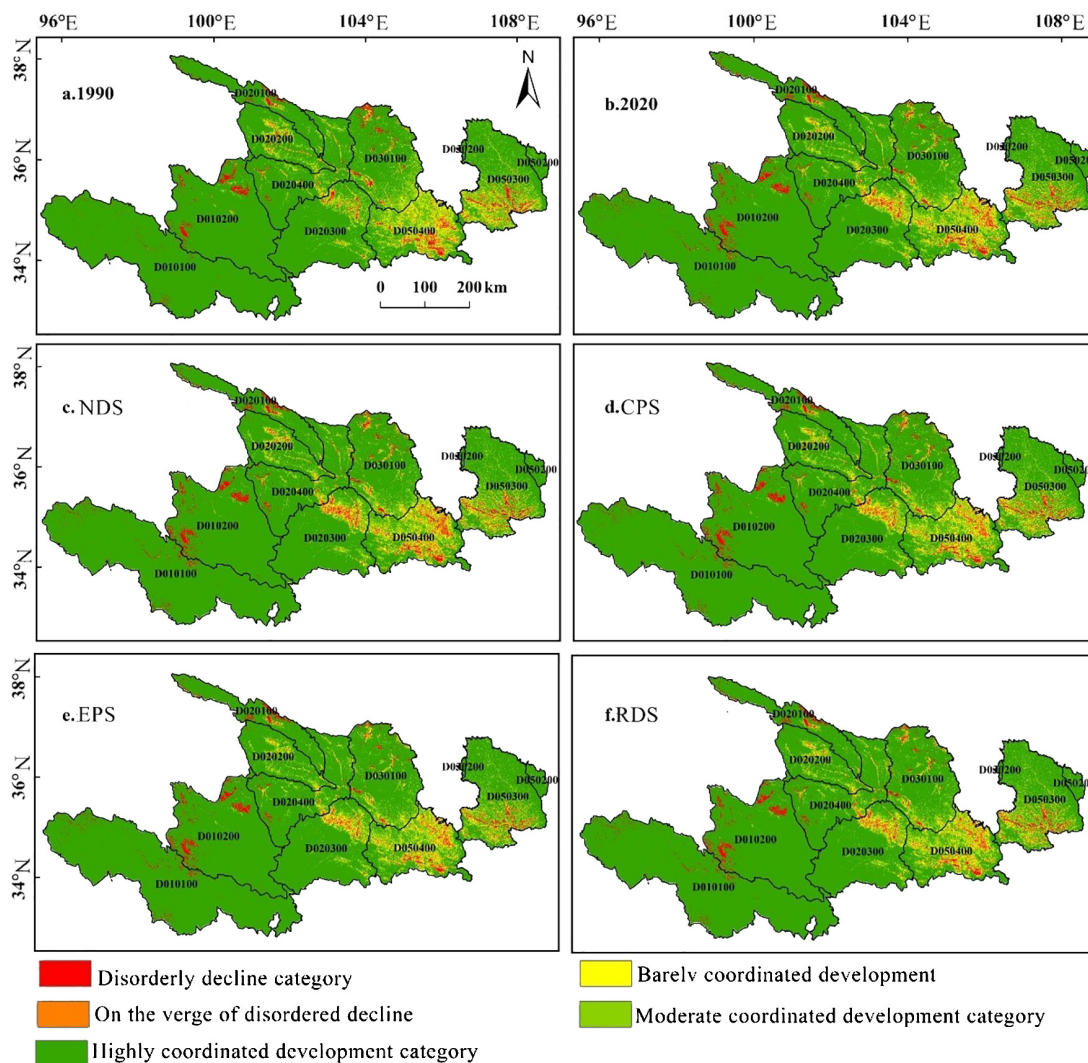 96°E 100°E 104°E 108°E 96°E 100°E 104°E 108°E
38°N
36°N
34°N
a.1990
N
D020100
D020200
D030100
D020400
D010200
D020300
D050400
D010100
D050200
D050300
0 100 200 km
b.2020
D020100
D020200
D030100
D020400
D010200
D020300
D050400
D010100
D050300
38°N
36°N
34°N
c. NDS
D020100
D020200
D030100
D020400
D010200
D020300
D050400
D010100
D050200
D050300
d.CPS
D020100
D020200
D030100
D020400
D010200
D020300
D050400
D010100
D050300
38°N
36°N
34°N
e.EPS
D020100
D020200
D030100
D020400
D010200
D020300
D050400
D010100
D050200
D050300
f.RDS
D020100
D020200
D030100
D020400
D010200
D020300
D050400
D010100
D050200
D050300
Disorderly decline category
Barely coordinated development
On the verge of disordered decline
Moderate coordinated development category
Highly coordinated development category